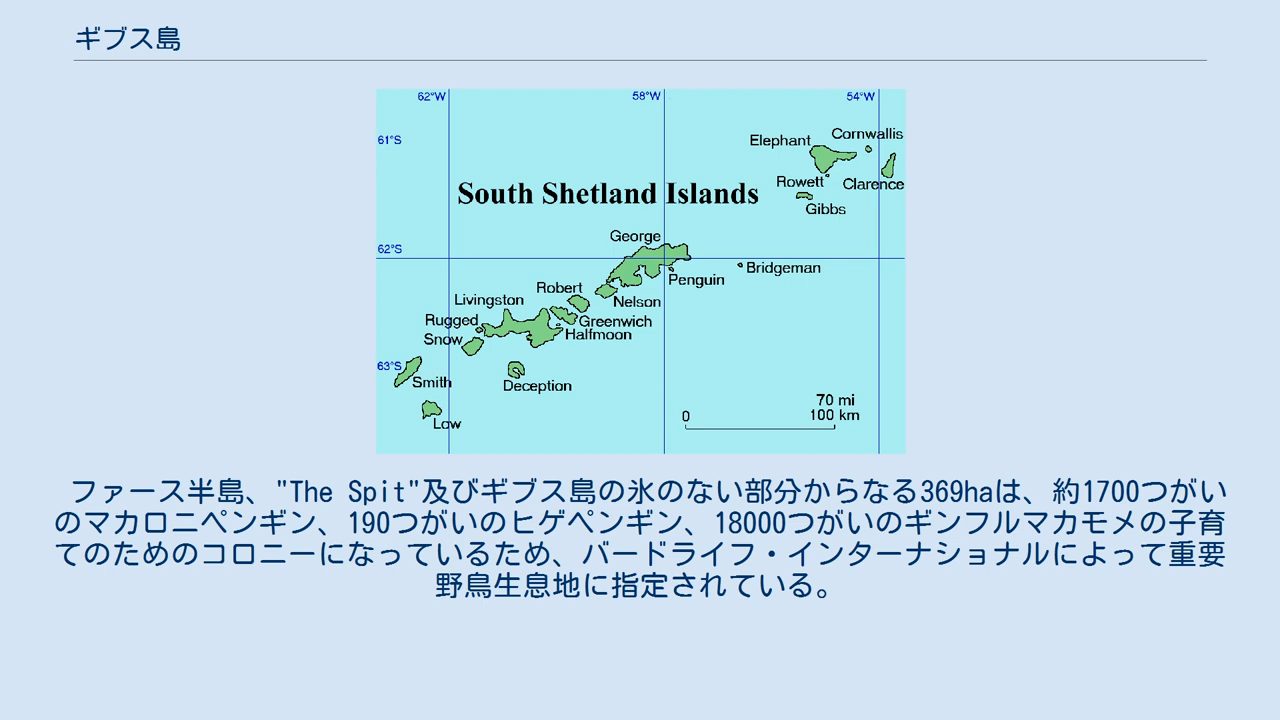 ギブス島
62°W
58°W
54°W
61°S
Elephant
Cornwallis
Rowett
Clarence
South Shetland Islands
Gibbs
62°S
George
Bridgeman
Penguin
Robert
Livingston
Nelson
Rugged
Greenwich
Halfmoon
Snow
63°S
Smith
Deception
Low
70 mi
0
100 km
ファース半島、"The Spit"及びギブス島の氷のない部分からなる369haは、約1700つがい
のマカロニペンギン、190つがいのヒゲペンギン、18000つがいのギンフルマカモメの子育
てのためのコロニーになっているため、バードライフ・インターナショナルによって重要
野鳥生息地に指定されている。